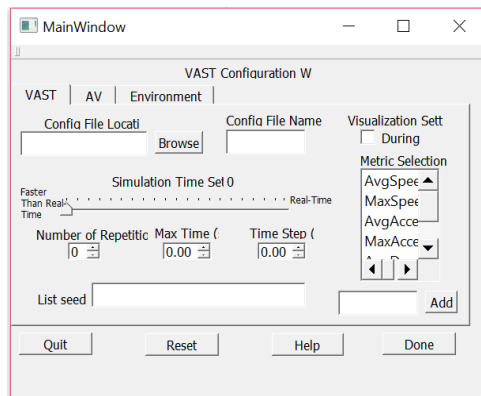 MainWindow
VAST Configuration W
VAST AV Environment
Config File Locati Config File Name Visualization Sett
Browse During
Metric Selection
AvgSpee
MaxSpee
AvgAcce
MaxAcce
Simulation Time Set 0
Faster
Than Real-
Time
Real-Time
Number of Repetitic Max Time (: Time Step (
0 0.00 0.00
List seed Add
Quit Reset Help Done